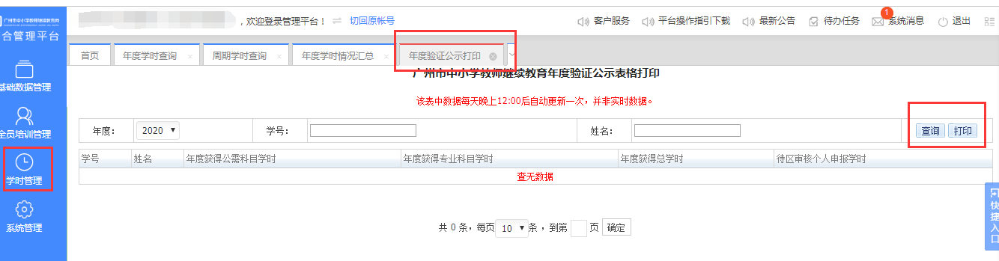 广州市中小学教师继续教育网
合管理平台
，欢迎登录管理平台！ 切回原帐号
客户服务 平台操作指引下载 最新公告 待办任务 1 系统消息 退出
首页 年度学时查询 × 周期学时查询 × 年度学时情况汇总 × 年度验证公示打印
基础数据管理
全员培训管理
学时管理
系统管理
广州市中小学教师继续教育年度验证公示表格打印
该表中数据每天晚上12:00后自动更新一次，并非实时数据。
年度： 2020 学号： 姓名： 查询 打印
学号 姓名 年度获得公需科目学时 年度获得专业科目学时 年度获得总学时 待区审核个人申报学时
查无数据
共 0 条，每页 10 条 ，到第 页 确定
快捷入口